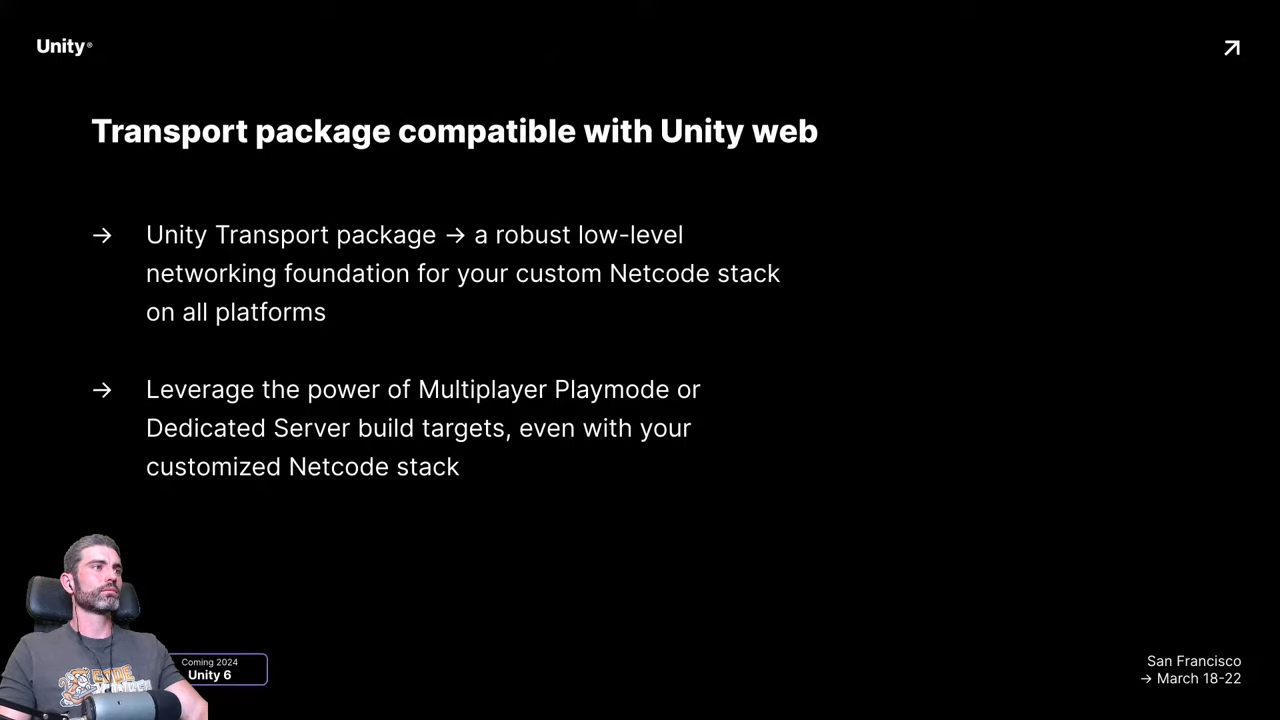 Unity®
Transport package compatible with Unity web
→ Unity Transport package → a robust low-level
networking foundation for your custom Netcode stack
on all platforms
→ Leverage the power of Multiplayer Playmode or
Dedicated Server build targets, even with your
customized Netcode stack
CODE
Coming 2024
Unity 6
San Francisco
→ March 18-22